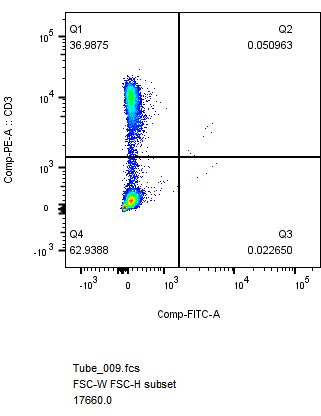 Q1
36.9875
Q2
0.050963
10^5
10^4
10^3
0
-10^3
Comp-PE-A :: CD3
Q4
62.9388
Q3
0.022650
-10^3
0
10^3
10^4
10^5
Comp-FITC-A
Tube_009.fcs
FSC-W FSC-H subset
17660.0